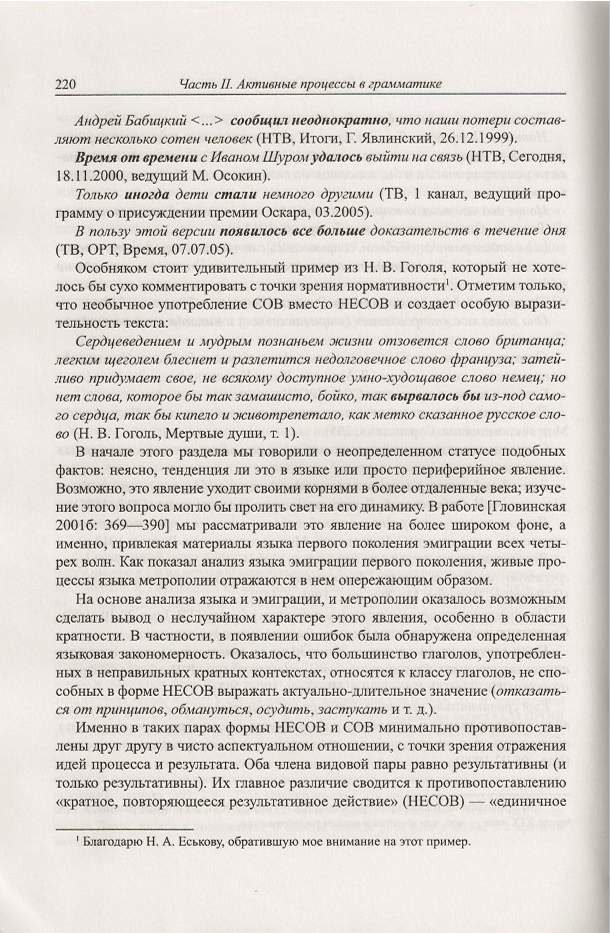 220
Часть II. Активные процессы в грамматике
Андрей Бабицкий <...> сообщил неоднократно, что наши потери состав-
ляют несколько сотен человек (НТВ, Итоги, Г. Явлинский, 26.12.1999).
Время от времени с Иваном Шуром удалось выйти на связь (НТВ, Сегодня,
18.11.2000, ведущий М. Осокин).
Только иногда дети стали немного другими (ТВ, 1 канал, ведущий про-
грамму о присуждении премии Оскара, 03.2005).
В пользу этой версии появилось все больше доказательств в течение дня
(ТВ, ОРТ, Время, 07.07.05).
Особняком стоит удивительный пример из Н. В. Гоголя, который не хоте-
лось бы сухо комментировать с точки зрения нормативности¹. Отметим только,
что необычное употребление СОВ вместо НЕСОВ и создает особую вырази-
тельность текста:
Сердцеведением и мудрым познаньем жизни отзовется слово британца;
легким щеголем блеснет и разлетится недолговечное слово француза; затей-
ливо придумает свое, не всякому доступное умно-худощавое слово немец; но
нет слова, которое бы так замашисто, бойко, так вырвалось бы из-под само-
го сердца, так бы кипело и животрепетало, как метко сказанное русское сло-
во (Н. В. Гоголь, Мертвые души, т. 1).
В начале этого раздела мы говорили о неопределенном статусе подобных
фактов: неясно, тенденция ли это в языке или просто периферийное явление.
Возможно, это явление уходит своими корнями в более отдаленные века; изуче-
ние этого вопроса могло бы пролить свет на его динамику. В работе [Гловинская
2001б: 369—390] мы рассматривали это явление на более широком фоне, а
именно, привлекая материалы языка первого поколения эмиграции всех четы-
рех волн. Как показал анализ языка эмиграции первого поколения, живые про-
цессы языка метрополии отражаются в нем опережающим образом.
На основе анализа языка и эмиграции, и метрополии оказалось возможным
сделать вывод о неслучайном характере этого явления, особенно в области
кратности. В частности, в появлении ошибок была обнаружена определенная
языковая закономерность. Оказалось, что большинство глаголов, употреблен-
ных в неправильных кратных контекстах, относятся к классу глаголов, не спо-
собных в форме НЕСОВ выражать актуально-длительное значение (отказать-
ся от принципов, обмануться, осудить, застукать и т. д.).
Именно в таких парах формы НЕСОВ и СОВ минимально противопостав-
лены друг другу в чисто аспектуальном отношении, с точки зрения отражения
идей процесса и результата. Оба члена видовой пары равно результативны (и
только результативны). Их главное различие сводится к противопоставлению
«кратное, повторяющееся результативное действие» (НЕСОВ) — «единичное
¹ Благодарю Н. А. Еськову, обратившую мое внимание на этот пример.